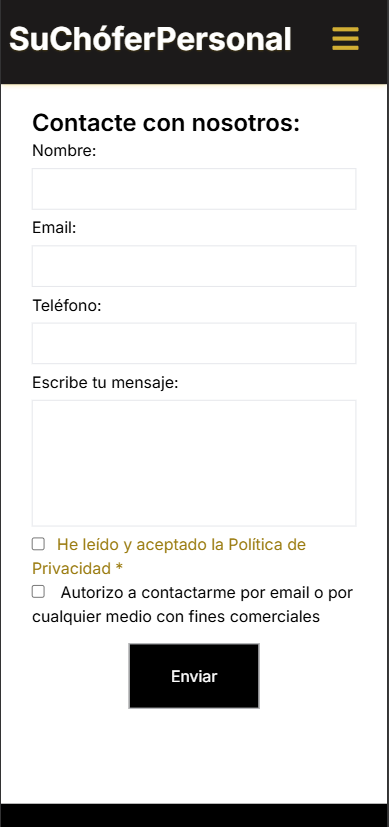 SuChóferPersonal
Contacte con nosotros:
Nombre:
Email:
Teléfono:
Escribe tu mensaje:
He leído y aceptado la Política de
Privacidad *
Autorizo a contactarme por email o por
cualquier medio con fines comerciales
Enviar